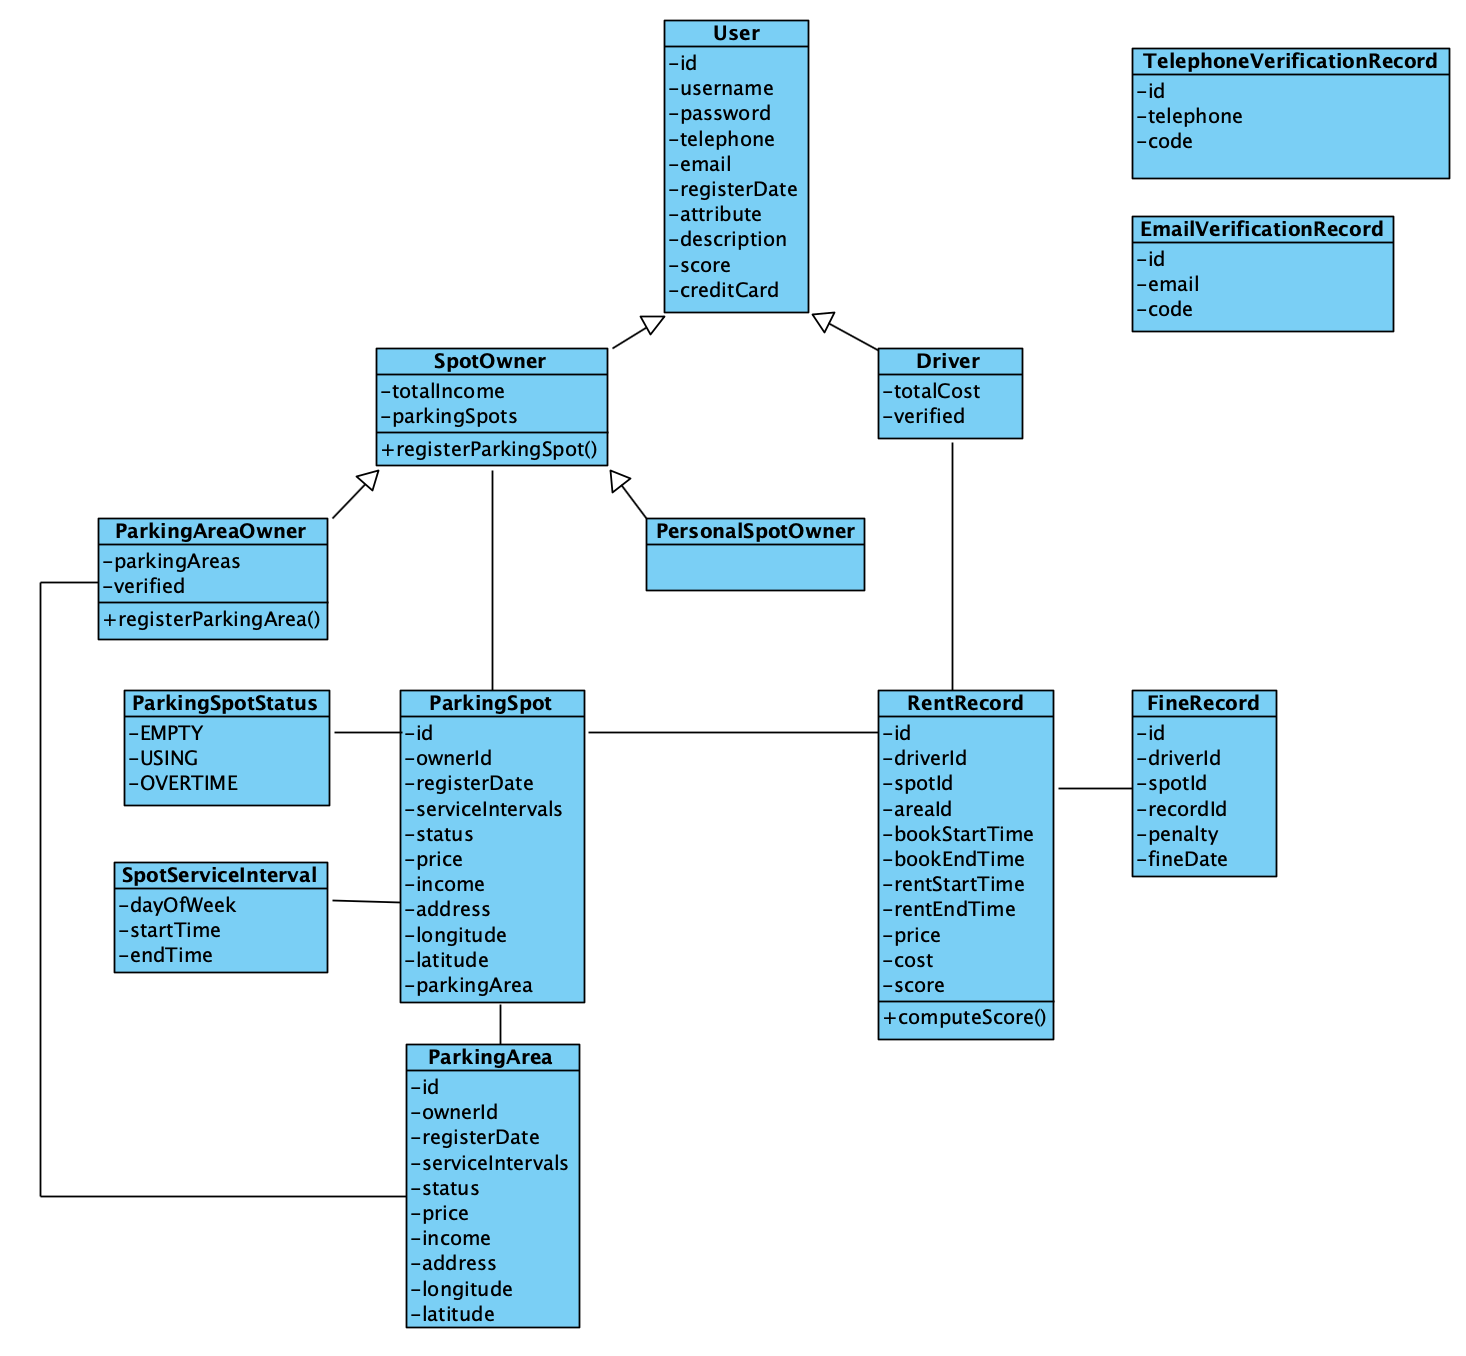 User
-id
-username
-password
-telephone
-email
-registerDate
-attribute
-description
-score
-creditCard
TelephoneVerificationRecord
-id
-telephone
-code
EmailVerificationRecord
-id
-email
-code
SpotOwner
-totalIncome
-parkingSpots
+registerParkingSpot()
Driver
-totalCost
-verified
ParkingAreaOwner
-parkingAreas
-verified
+registerParkingArea()
PersonalSpotOwner
ParkingSpotStatus
-EMPTY
-USING
-OVERTIME
ParkingSpot
-id
-ownerId
-registerDate
-serviceIntervals
-status
-price
-income
-address
-longitude
-latitude
-parkingArea
RentRecord
-id
-driverId
-spotId
-areaId
-bookStartTime
-bookEndTime
-rentStartTime
-rentEndTime
-price
-cost
-score
+computeScore()
FineRecord
-id
-driverId
-spotId
-recordId
-penalty
-fineDate
SpotServiceInterval
-dayOfWeek
-startTime
-endTime
ParkingArea
-id
-ownerId
-registerDate
-serviceIntervals
-status
-price
-income
-address
-longitude
-latitude